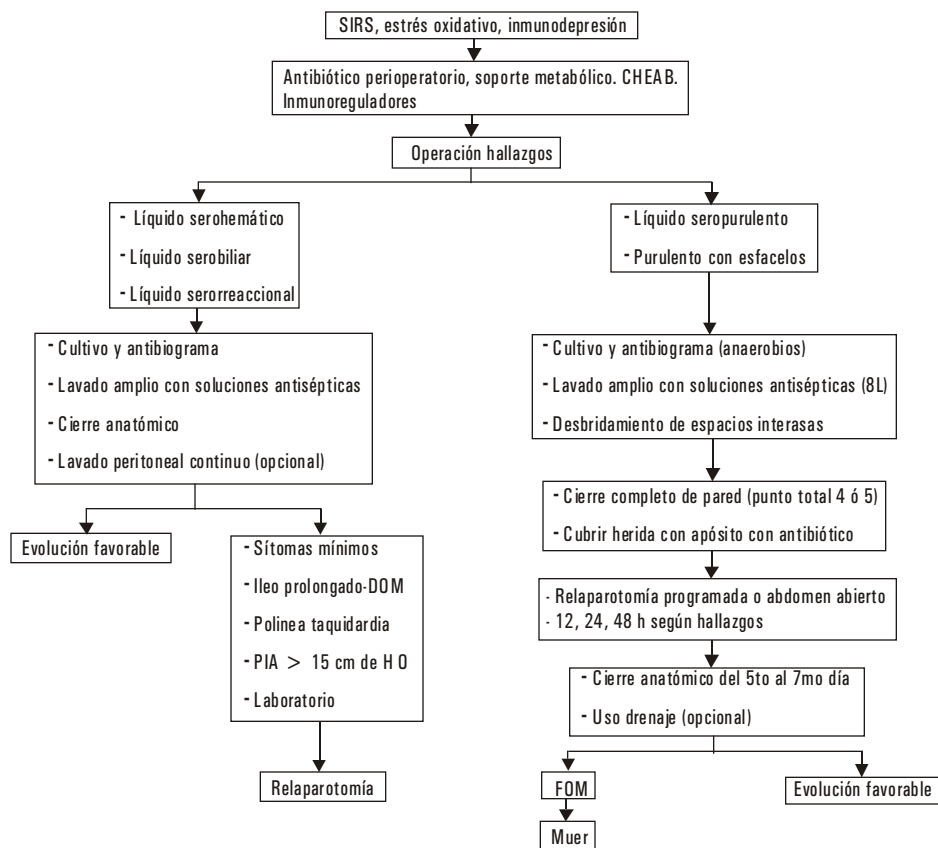 SIRS, estrés oxidativo, inmunodepresión
Antibiótico perioperatorio, soporte metabólico. CHEAB.
Inmunoreguladores
Operación hallazgos
- Líquido serohemático
- Líquido serobiliar
- Líquido serorreaccional
- Cultivo y antibiograma
- Lavado amplio con soluciones antisépticas
- Cierre anatómico
- Lavado peritoneal continuo (opcional)
Evolución favorable
- Sítomas mínimos
- Ileo prolongado-DOM
- Polinea taquidardia
- PIA > 15 cm de H O
- Laboratorio
Relaparotomía
- Líquido seropurulento
- Purulento con esfacelos
- Cultivo y antibiograma (anaerobios)
- Lavado amplio con soluciones antisépticas (8L)
- Desbridamiento de espacios interasas
- Cierre completo de pared (punto total 4 ó 5)
- Cubrir herida con apósito con antibiótico
- Relaparotomía programada o abdomen abierto
- 12, 24, 48 h según hallazgos
- Cierre anatómico del 5to al 7mo día
- Uso drenaje (opcional)
FOM
Muer
Evolución favorable